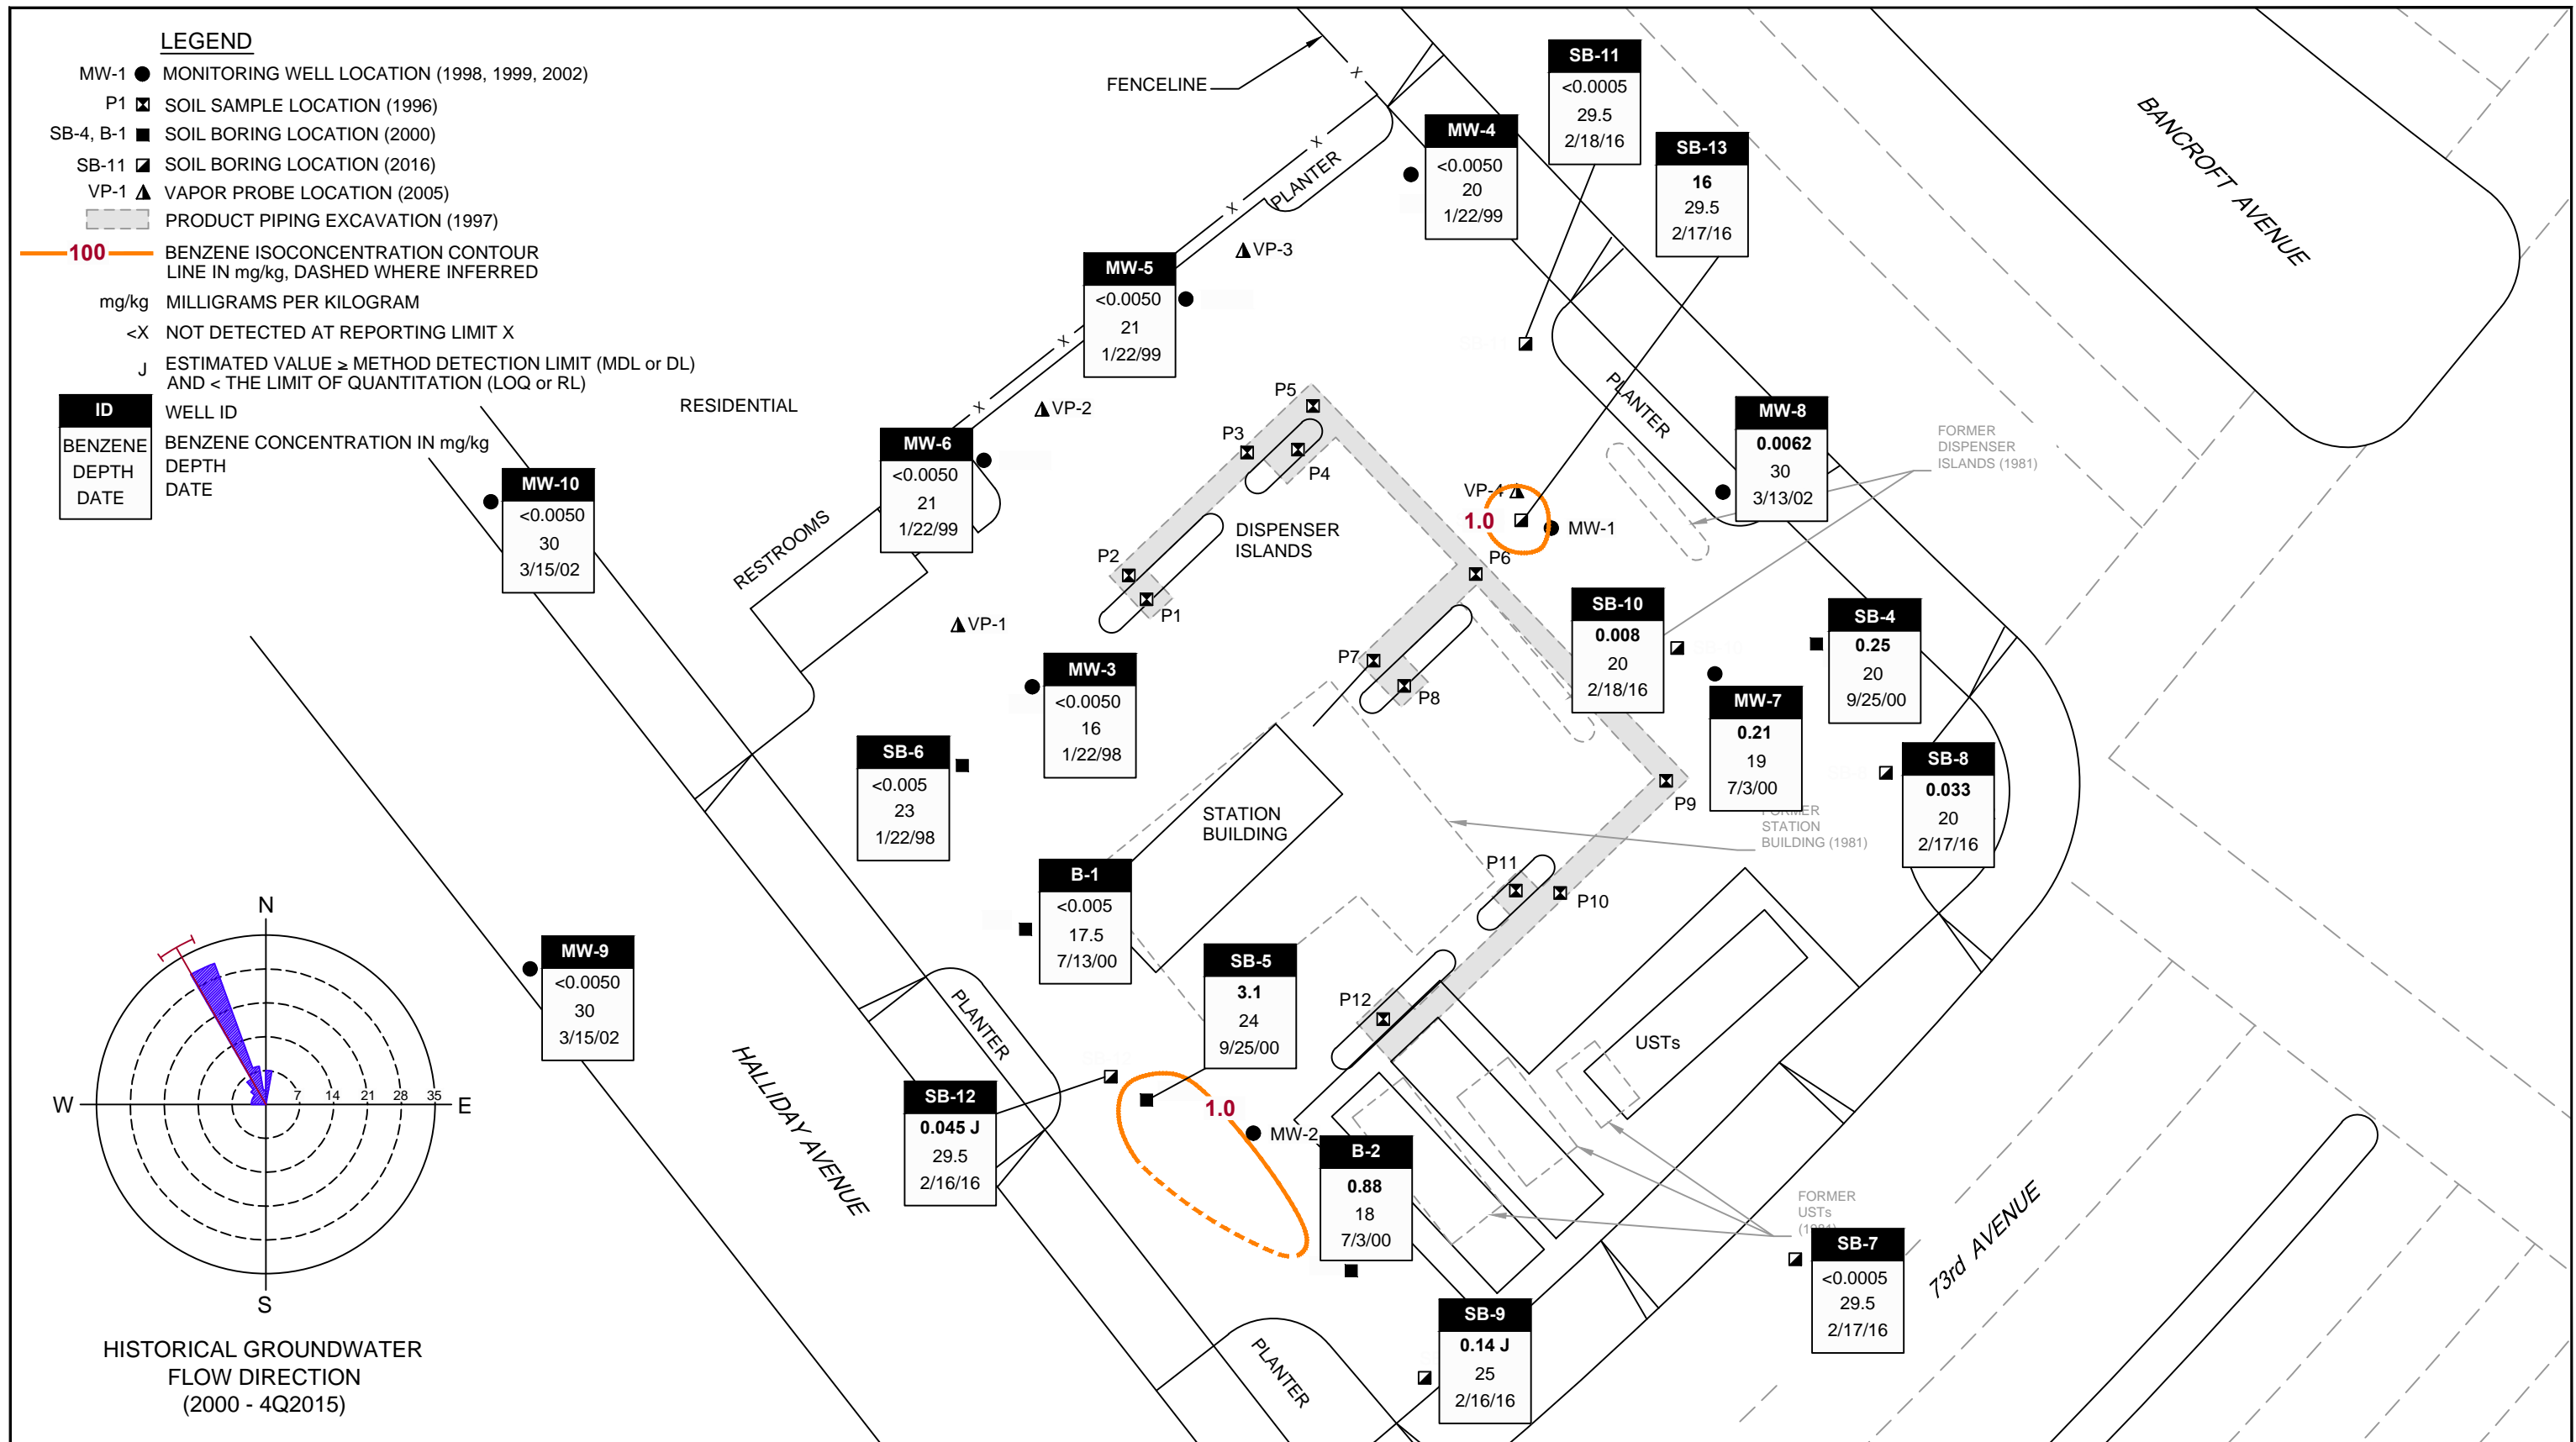 LEGEND
MW-1 MONITORING WELL LOCATION (1998, 1999, 2002)
P1 SOIL SAMPLE LOCATION (1996)
SB-4, B-1 SOIL BORING LOCATION (2000)
SB-11 SOIL BORING LOCATION (2016)
VP-1 VAPOR PROBE LOCATION (2005)
PRODUCT PIPING EXCAVATION (1997)
100 BENZENE ISOCONCENTRATION CONTOUR
LINE IN mg/kg, DASHED WHERE INFERRED
mg/kg MILLIGRAMS PER KILOGRAM
<X NOT DETECTED AT REPORTING LIMIT X
J ESTIMATED VALUE ≥ METHOD DETECTION LIMIT (MDL or DL)
AND < THE LIMIT OF QUANTITATION (LOQ or RL)
ID WELL ID
BENZENE BENZENE CONCENTRATION IN mg/kg
DEPTH DEPTH
DATE DATE
FENCELINE
X
X
X
X
X
PLANTER
RESIDENTIAL
SB-11
<0.0005
29.5
2/18/16
MW-4
<0.0050
20
1/22/99
SB-13
16
29.5
2/17/16
BANCROFT AVENUE
MW-5
<0.0050
21
1/22/99
VP-3
VP-2
PLANTER
MW-8
0.0062
30
3/13/02
FORMER
DISPENSER
ISLANDS (1981)
MW-6
<0.0050
21
1/22/99
MW-10
<0.0050
30
3/15/02
RESTROOMS
P5
P3
P4
P2
P1
DISPENSER
ISLANDS
VP-4
1.0
MW-1
P6
VP-1
MW-3
<0.0050
16
1/22/98
P7
P8
SB-10
0.008
20
2/18/16
SB-4
0.25
20
9/25/00
MW-7
0.21
19
7/3/00
SB-8
0.033
20
2/17/16
SB-6
<0.005
23
1/22/98
STATION
BUILDING
P9
FORMER
STATION
BUILDING (1981)
B-1
<0.005
17.5
7/13/00
P11
P10
MW-9
<0.0050
30
3/15/02
SB-5
3.1
24
9/25/00
P12
USTs
PLANTER
HALLIDAY AVENUE
SB-12
0.045 J
29.5
2/16/16
1.0
MW-2
B-2
0.88
18
7/3/00
FORMER
USTs
(1981)
SB-7
<0.0005
29.5
2/17/16
73rd AVENUE
SB-9
0.14 J
25
2/16/16
PLANTER
N
W
7 14 21 28 35
E
S
HISTORICAL GROUNDWATER
FLOW DIRECTION
(2000 - 4Q2015)